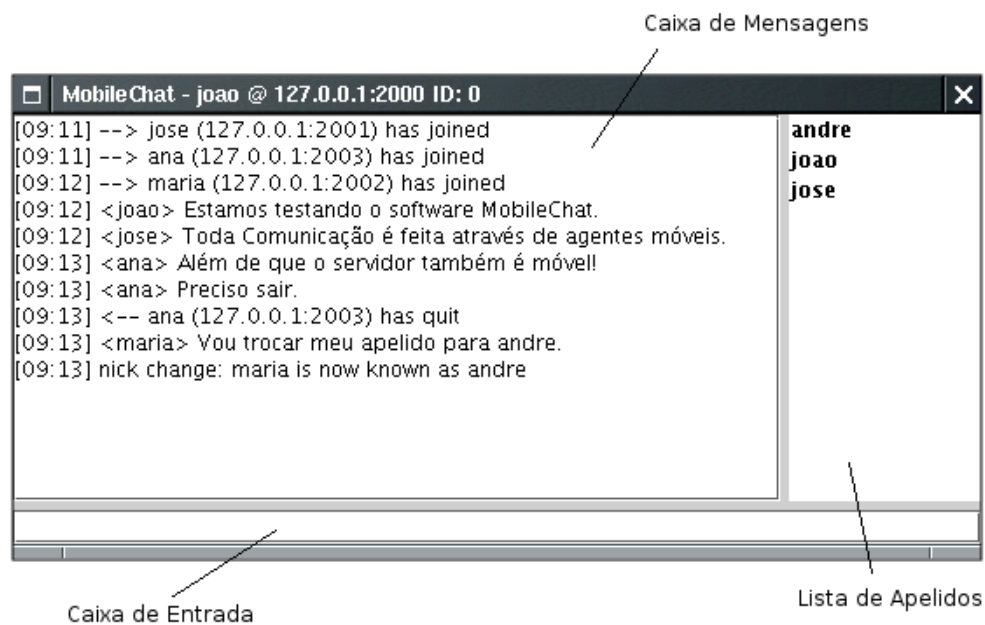 Caixa de Mensagens
MobileChat - joao @ 127.0.0.1:2000 ID: 0
[09:11] --> jose (127.0.0.1:2001) has joined
[09:11] --> ana (127.0.0.1:2003) has joined
[09:12] --> maria (127.0.0.1:2002) has joined
[09:12] <joao> Estamos testando o software MobileChat.
[09:12] <jose> Toda Comunicação é feita através de agentes móveis.
[09:13] <ana> Além de que o servidor também é móvel!
[09:13] <ana> Preciso sair.
[09:13] <-- ana (127.0.0.1:2003) has quit
[09:13] <maria> Vou trocar meu apelido para andre.
[09:13] nick change: maria is now known as andre
andre
joao
jose
Caixa de Entrada
Lista de Apelidos